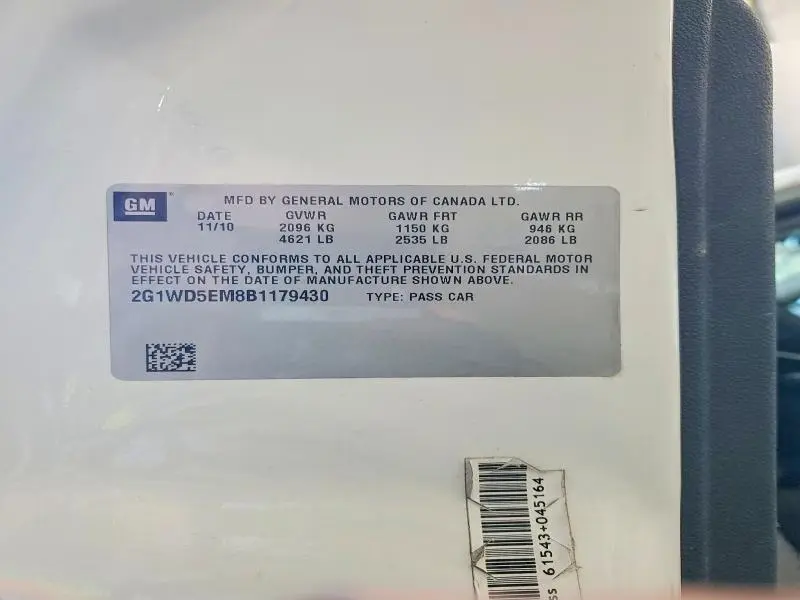 GM
MFD BY GENERAL MOTORS OF CANADA LTD.
DATE GVWR GAWR FRT GAWR RR
11/10 2096 KG 1150 KG 946 KG
4621 LB 2535 LB 2086 LB
THIS VEHICLE CONFORMS TO ALL APPLICABLE U.S. FEDERAL MOTOR
VEHICLE SAFETY, BUMPER, AND THEFT PREVENTION STANDARDS IN
EFFECT ON THE DATE OF MANUFACTURE SHOWN ABOVE.
2G1WD5EM8B1179430 TYPE: PASS CAR
61543+045164